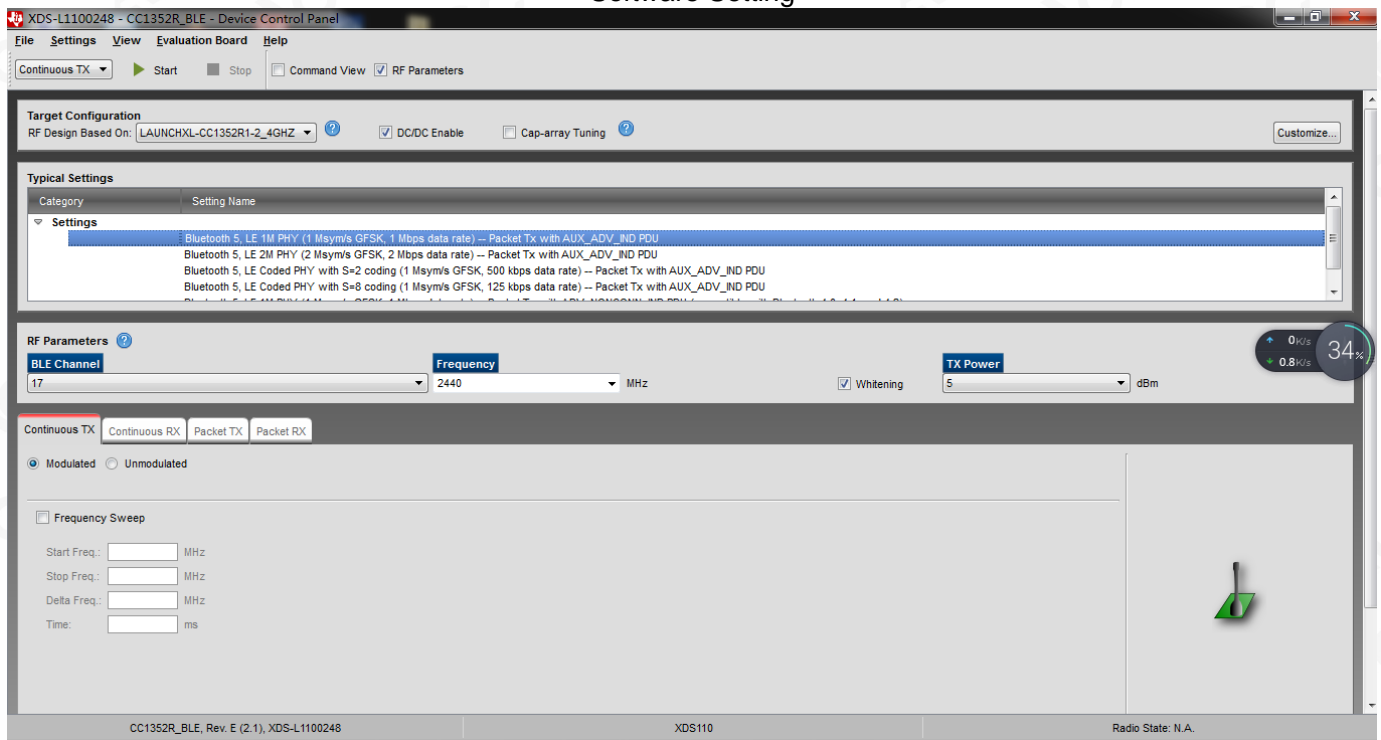 Software Setting
XDS-L1100248 - CC1352R_BLE - Device Control Panel
File Settings View Evaluation Board Help
Continuous TX Start Stop Command View RF Parameters
Target Configuration
RF Design Based On: LAUNCHXL-CC1352R1-2_4GHZ DC/DC Enable Cap-array Tuning Customize...
Typical Settings
Category Setting Name
Settings
Bluetooth 5, LE 1M PHY (1 Msym/s GFSK, 1 Mbps data rate) -- Packet Tx with AUX_ADV_IND PDU
Bluetooth 5, LE 2M PHY (2 Msym/s GFSK, 2 Mbps data rate) -- Packet Tx with AUX_ADV_IND PDU
Bluetooth 5, LE Coded PHY with S=2 coding (1 Msym/s GFSK, 500 kbps data rate) -- Packet Tx with AUX_ADV_IND PDU
Bluetooth 5, LE Coded PHY with S=8 coding (1 Msym/s GFSK, 125 kbps data rate) -- Packet Tx with AUX_ADV_IND PDU
RF Parameters
BLE Channel Frequency TX Power
17 2440 MHz Whitening 5 dBm
0K/s
0.8K/s
34%
Continuous TX Continuous RX Packet TX Packet RX
Modulated Unmodulated
Frequency Sweep
Start Freq.: MHz
Stop Freq.: MHz
Delta Freq.: MHz
Time: ms
CC1352R_BLE, Rev. E (2.1), XDS-L1100248 XDS110 Radio State: N.A.